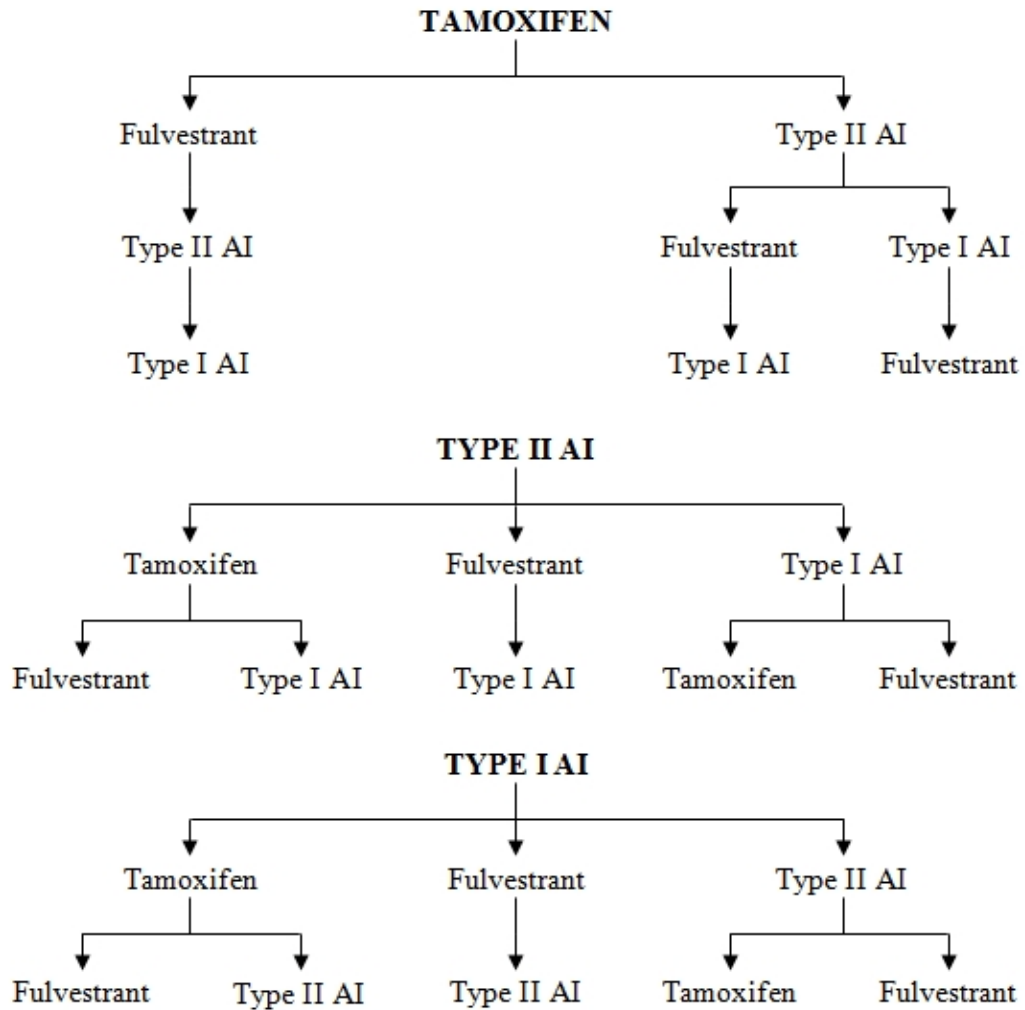 TAMOXIFEN
Fulvestrant Type II AI
Type II AI Fulvestrant Type I AI
Type I AI Type I AI Fulvestrant
TYPE II AI
Tamoxifen Fulvestrant Type I AI
Fulvestrant Type I AI Type I AI Tamoxifen Fulvestrant
TYPE I AI
Tamoxifen Fulvestrant Type II AI
Fulvestrant Type II AI Type II AI Tamoxifen Fulvestrant